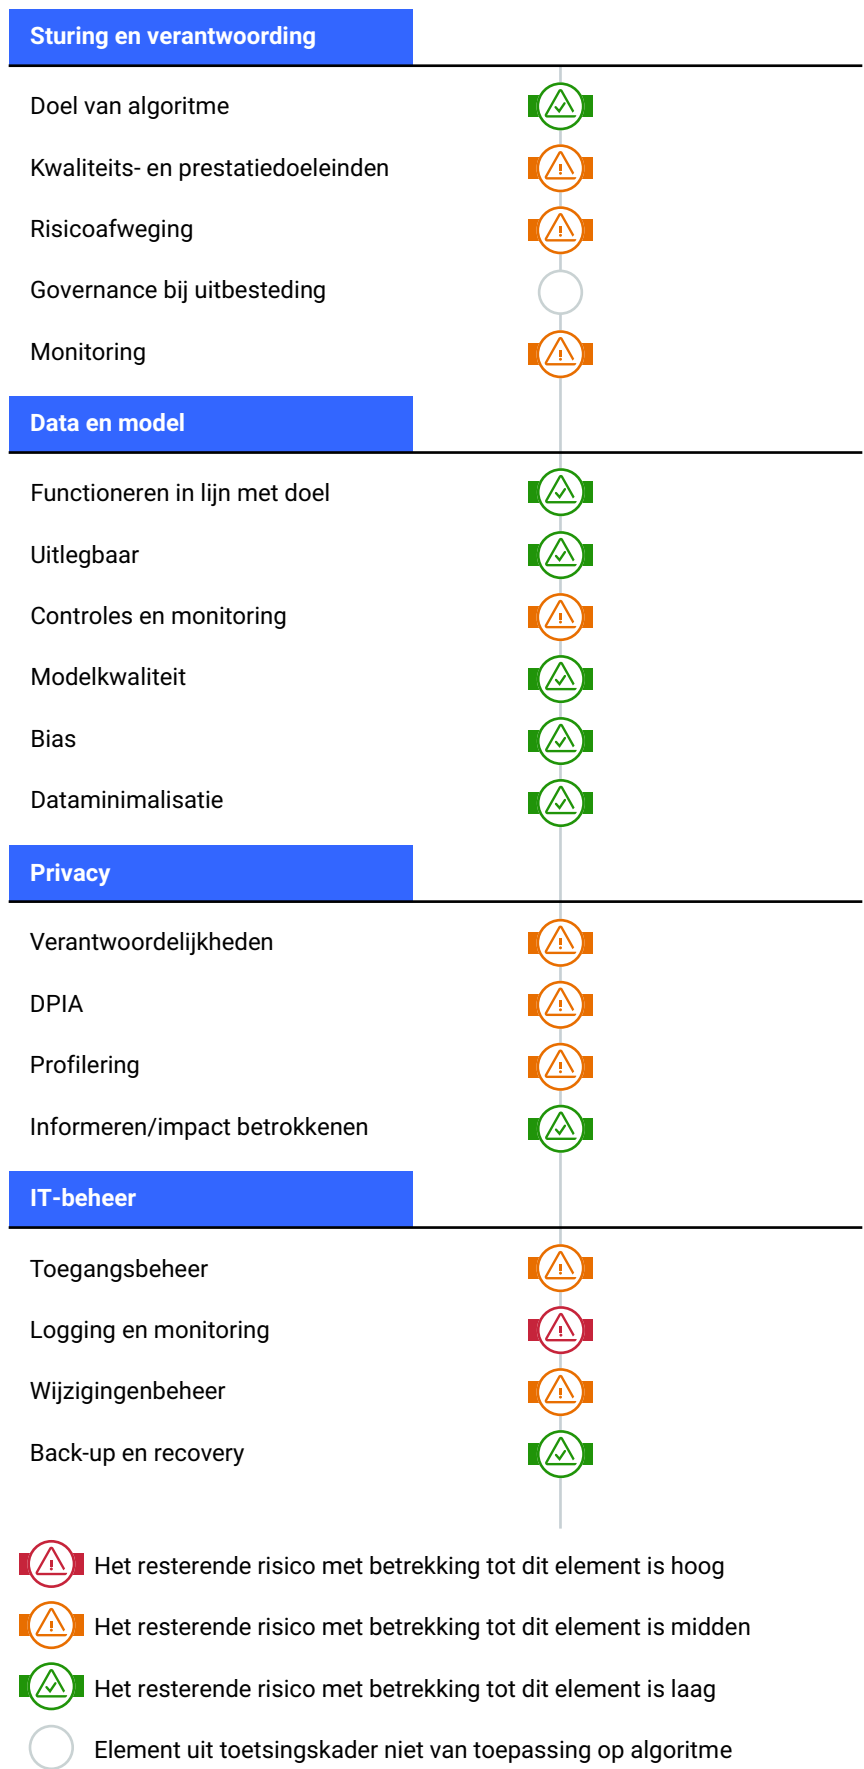 Sturing en verantwoording
Doel van algoritme
Kwaliteits- en prestatiedoeleinden
Risicoafweging
Governance bij uitbesteding
Monitoring
Data en model
Functioneren in lijn met doel
Uitlegbaar
Controles en monitoring
Modelkwaliteit
Bias
Dataminimalisatie
Privacy
Verantwoordelijkheden
DPIA
Profilering
Informeren/impact betrokkenen
IT-beheer
Toegangsbeheer
Logging en monitoring
Wijzigingenbeheer
Back-up en recovery
Het resterende risico met betrekking tot dit element is hoog
Het resterende risico met betrekking tot dit element is midden
Het resterende risico met betrekking tot dit element is laag
Element uit toetsingskader niet van toepassing op algoritme